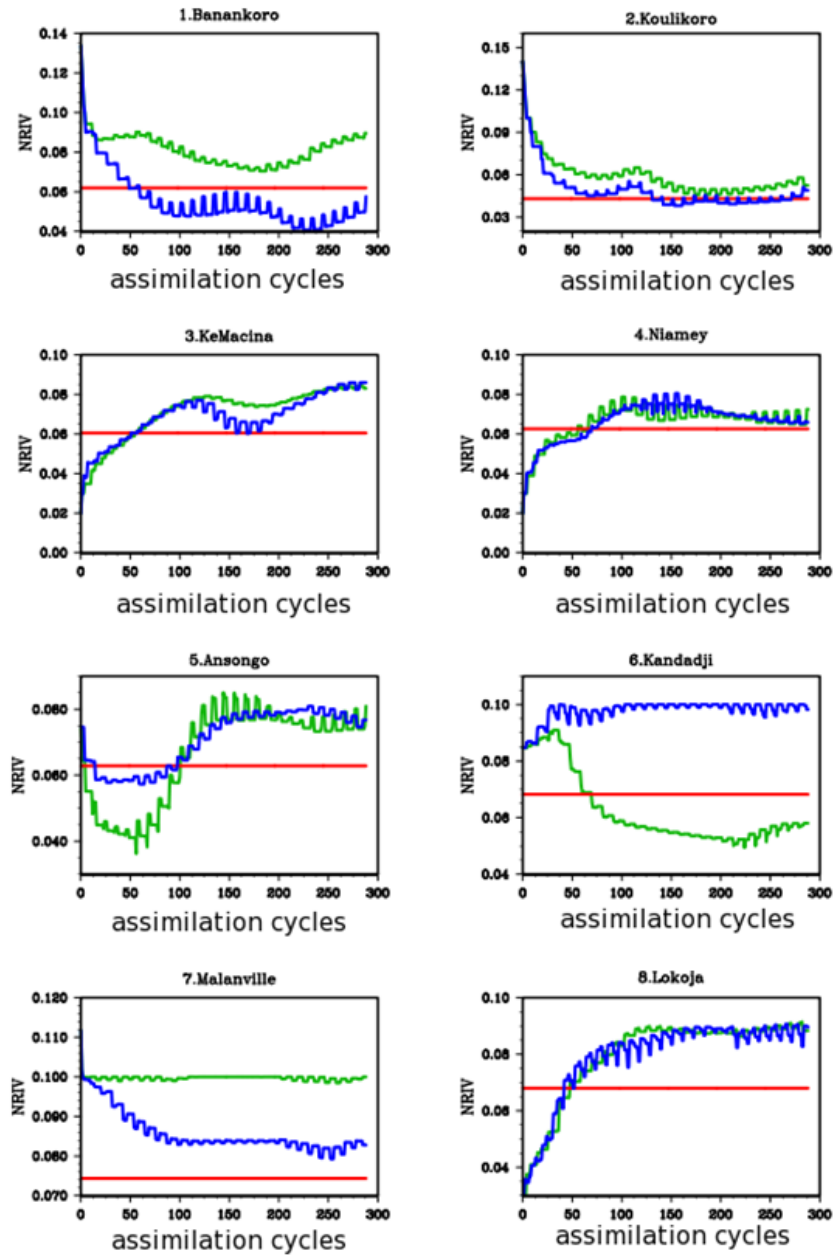 1.Banankoro
0.14
0.12
0.10
0.08
0.06
0.04
NRIV
0 50 100 150 200 250 300
assimilation cycles
2.Koulikoro
0.15
0.12
0.09
0.06
0.03
NRIV
0 50 100 150 200 250 300
assimilation cycles
3.KeMacina
0.10
0.08
0.06
0.04
0.02
0.00
NRIV
0 50 100 150 200 250 300
assimilation cycles
4.Niamey
0.10
0.08
0.06
0.04
0.02
0.00
NRIV
0 50 100 150 200 250 300
assimilation cycles
5.Ansongo
0.080
0.060
0.040
NRIV
0 50 100 150 200 250 300
assimilation cycles
6.Kandadji
0.10
0.08
0.06
0.04
NRIV
0 50 100 150 200 250 300
assimilation cycles
7.Malanville
0.120
0.110
0.100
0.090
0.080
0.070
NRIV
0 50 100 150 200 250 300
assimilation cycles
8.Lokoja
0.10
0.08
0.06
0.04
NRIV
0 50 100 150 200 250 300
assimilation cycles